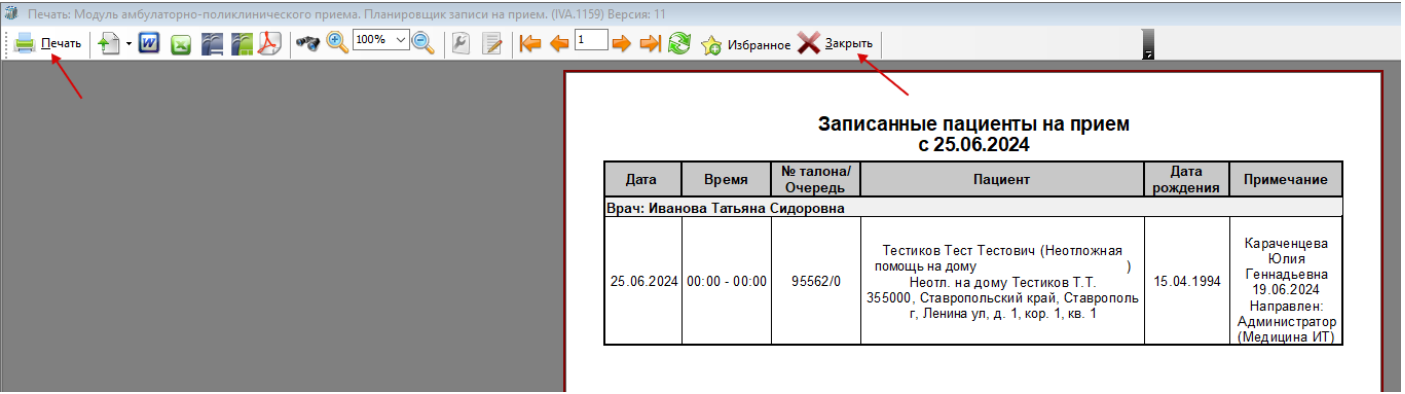 Печать: Модуль амбулаторно-поликлинического приема. Планировщик записи на прием. (IVA.1159) Версия: 11
Печать 100% 1 Избранное Закрыть
Записанные пациенты на прием
с 25.06.2024
Дата Время № талона/ Очередь Пациент Дата рождения Примечание
Врач: Иванова Татьяна Сидоровна
25.06.2024 00:00 - 00:00 95562/0
Тестиков Тест Тестович (Неотложная
помощь на дому )
Неотл. на дому Тестиков Т.Т.
355000, Ставропольский край, Ставрополь
г, Ленина ул, д. 1, кор. 1, кв. 1
15.04.1994
Караченцева
Юлия
Геннадьевна
19.06.2024
Направлен:
Администратор
(Медицина ИТ)